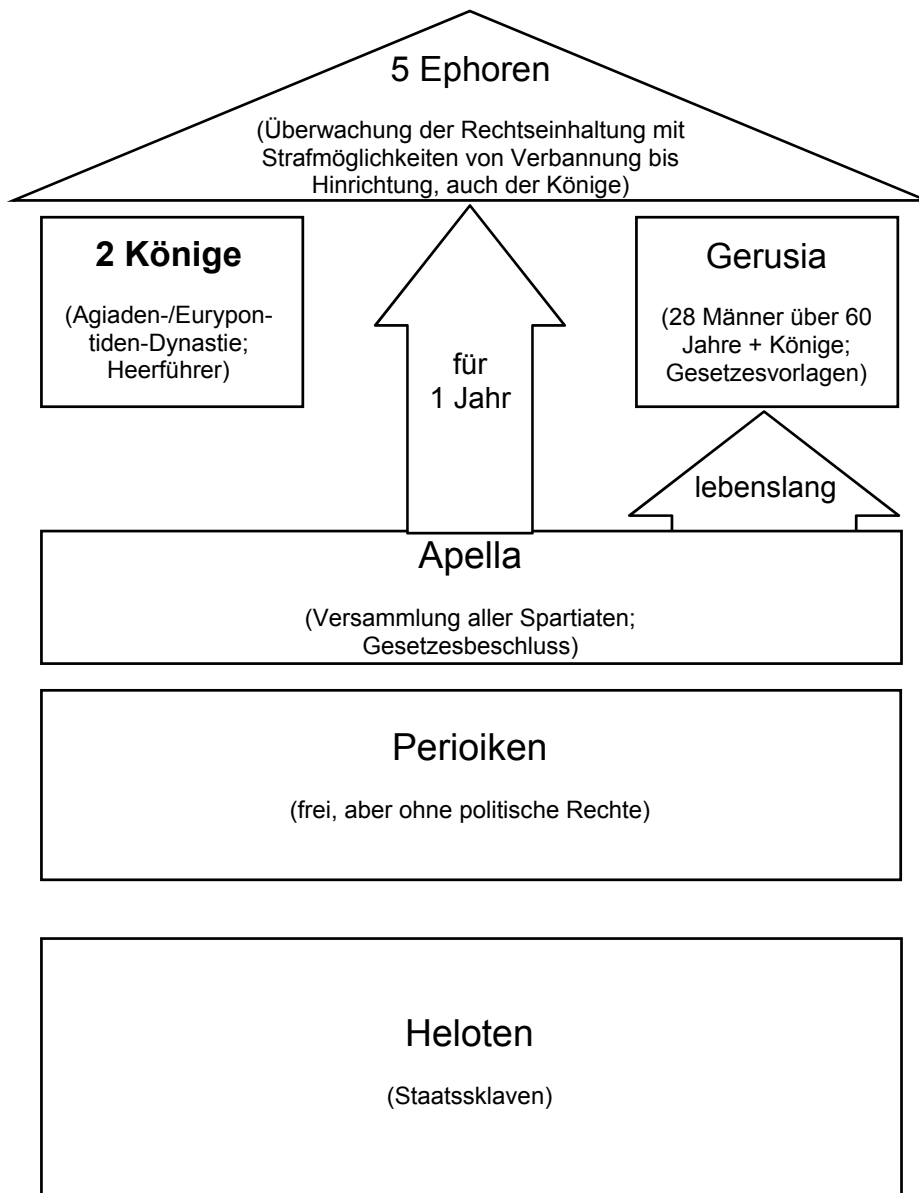 5 Ephoren
(Überwachung der Rechtseinhaltung mit
Strafmöglichkeiten von Verbannung bis
Hinrichtung, auch der Könige)
2 Könige
(Agiaden-/Eurypon-
tiden-Dynastie;
Heerführer)
für
1 Jahr
Gerusia
(28 Männer über 60
Jahre + Könige;
Gesetzesvorlagen)
lebenslang
Apella
(Versammlung aller Spartiaten;
Gesetzesbeschluss)
Perioiken
(frei, aber ohne politische Rechte)
Heloten
(Staatssklaven)